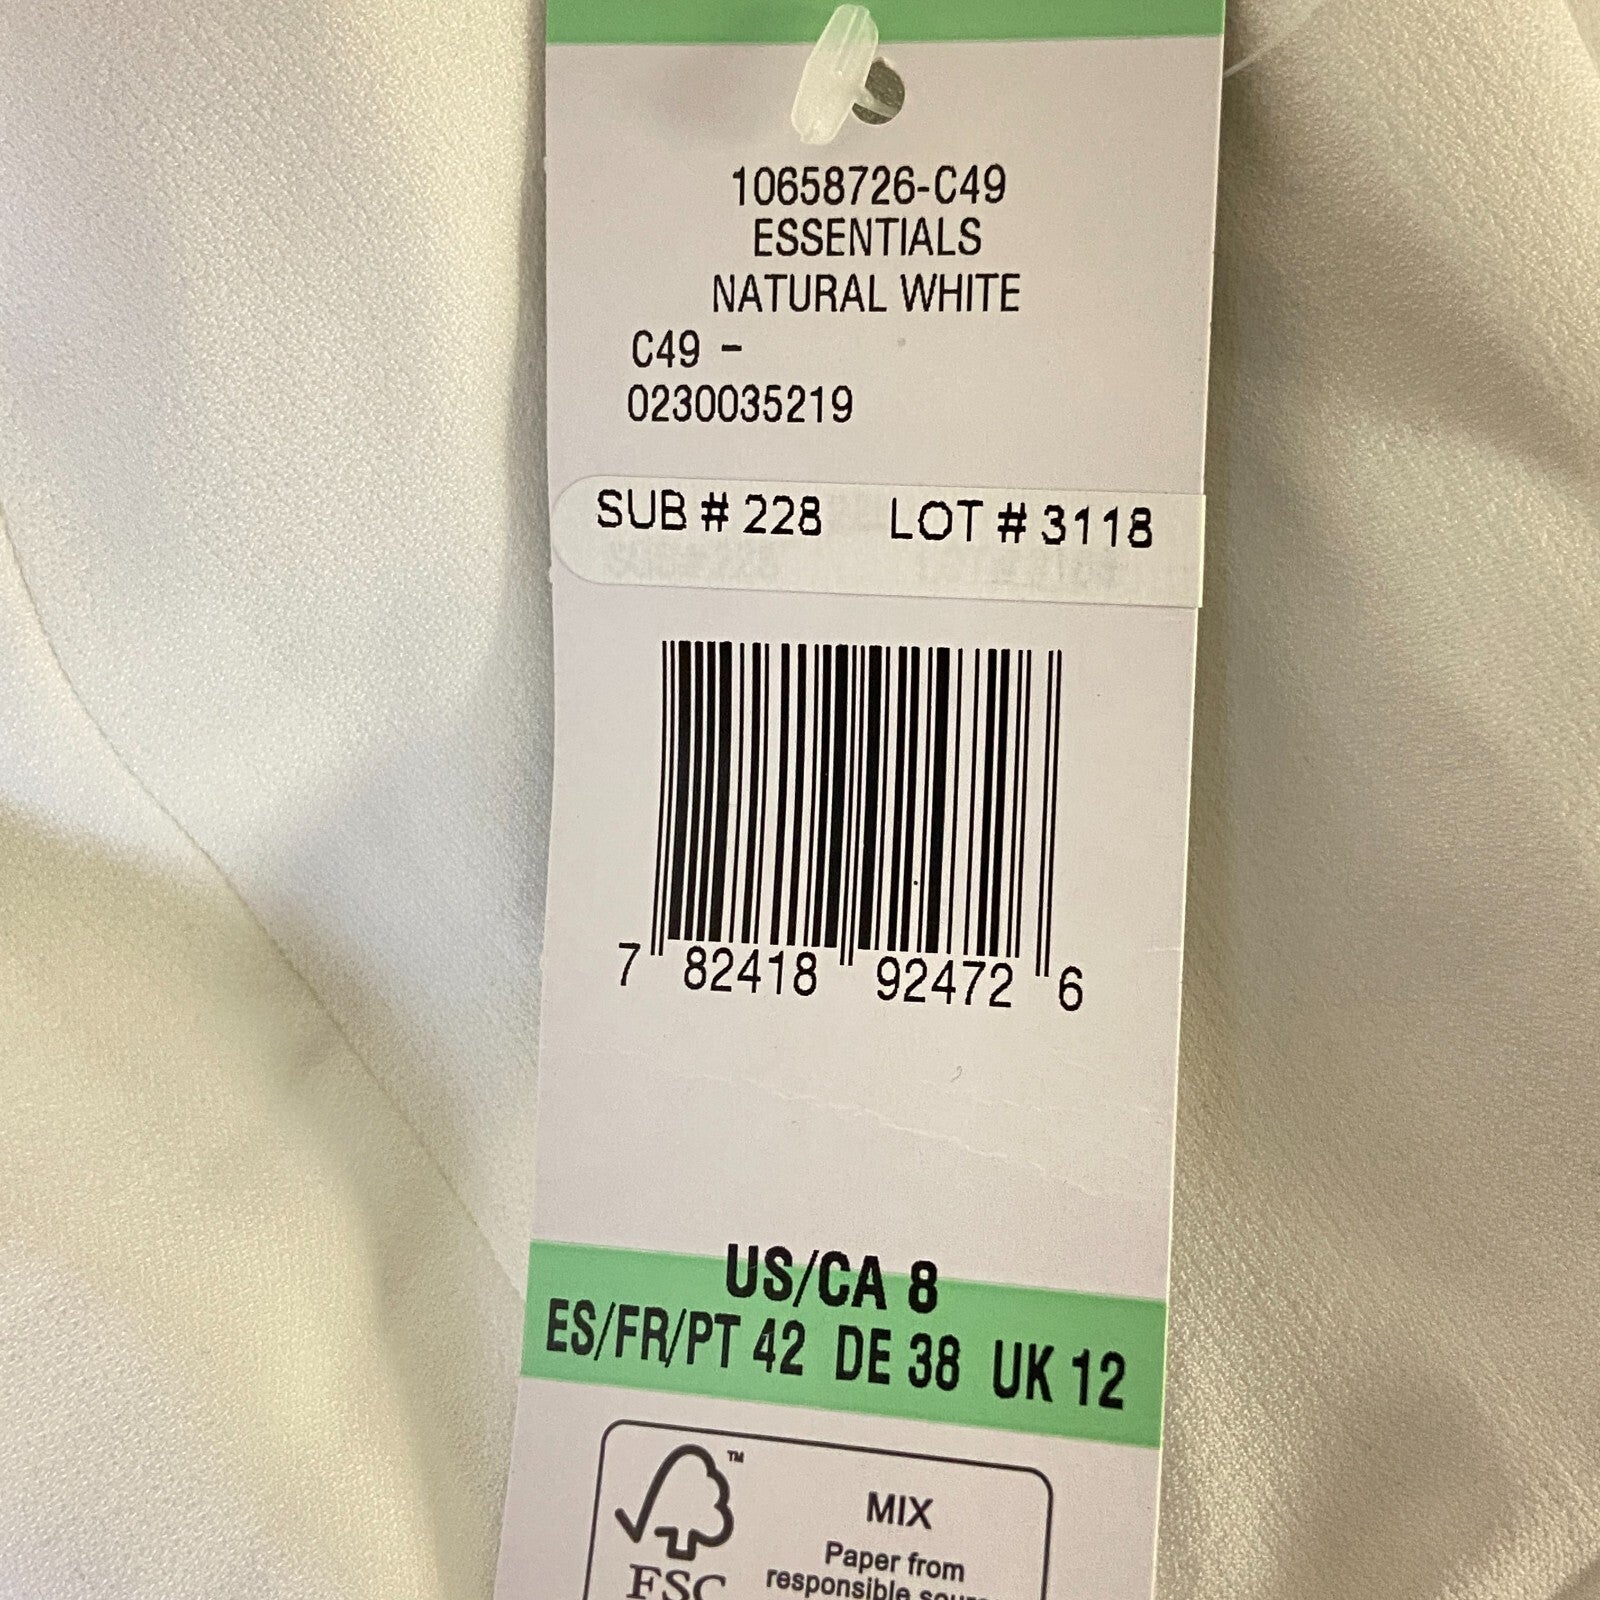 10658726-C49
ESSENTIALS
NATURAL WHITE
C49 -
0230035219
SUB # 228 LOT # 3118
7 82418 92472 6
US/CA 8
ES/FR/PT 42 DE 38 UK 12
™
MIX
Paper from
FSC
responsible